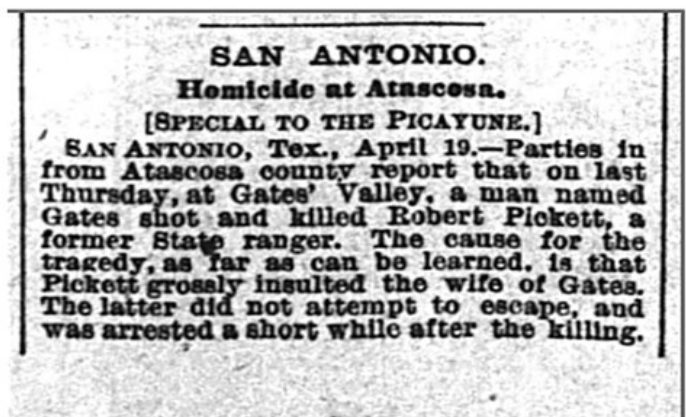 SAN ANTONIO.
Homicide at Atascosa.
[SPECIAL TO THE PICAYUNE.]
SAN ANTONIO, Tex., April 19.—Parties in
from Atascosa county report that on last
Thursday, at Gates' Valley, a man named
Gates shot and killed Robert Pickett, a
former State ranger. The cause for the
tragedy, as far as can be learned, is that
Pickett grossly insulted the wife of Gates.
The latter did not attempt to escape, and
was arrested a short while after the killing.